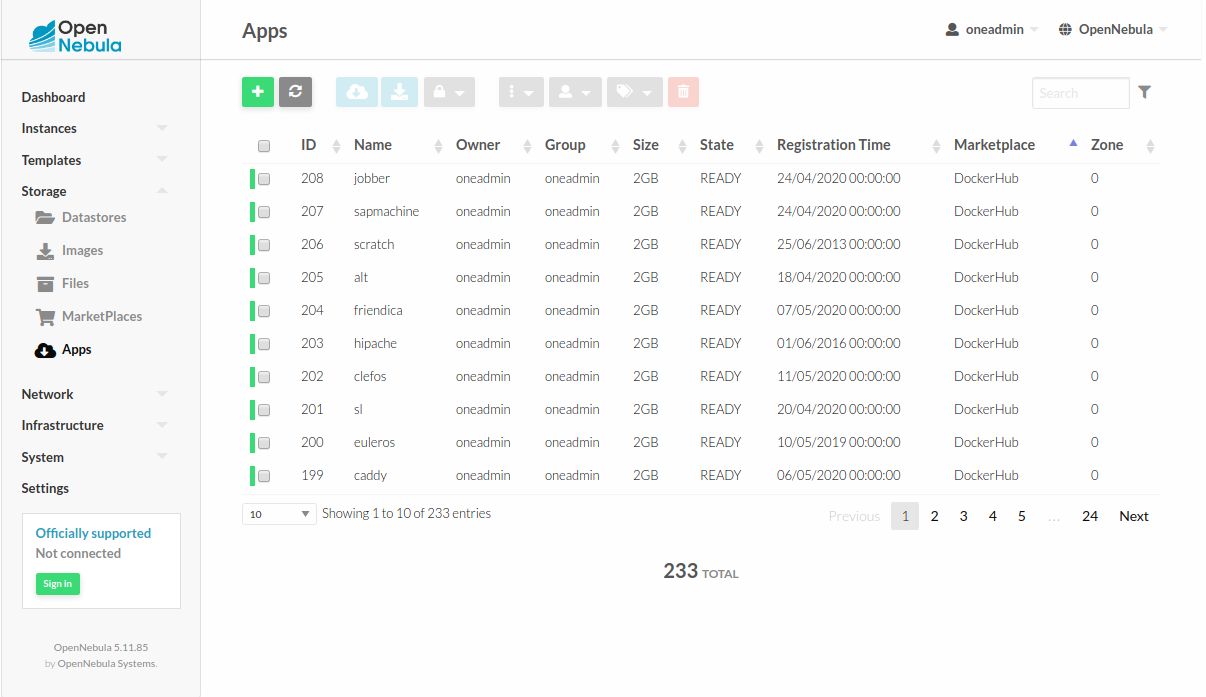 Open
Nebula
Apps
oneadmin
OpenNebula
Dashboard
Instances
Templates
Storage
Datastores
Images
Files
MarketPlaces
Apps
Network
Infrastructure
System
Settings
Officially supported
Not connected
Sign in
OpenNebula 5.11.85
by OpenNebula Systems.
Search
ID Name Owner Group Size State Registration Time Marketplace Zone
208 jobber oneadmin oneadmin 2GB READY 24/04/2020 00:00:00 DockerHub 0
207 sapmachine oneadmin oneadmin 2GB READY 24/04/2020 00:00:00 DockerHub 0
206 scratch oneadmin oneadmin 2GB READY 25/06/2013 00:00:00 DockerHub 0
205 alt oneadmin oneadmin 2GB READY 18/04/2020 00:00:00 DockerHub 0
204 friendica oneadmin oneadmin 2GB READY 07/05/2020 00:00:00 DockerHub 0
203 hipache oneadmin oneadmin 2GB READY 01/06/2016 00:00:00 DockerHub 0
202 clefos oneadmin oneadmin 2GB READY 11/05/2020 00:00:00 DockerHub 0
201 sl oneadmin oneadmin 2GB READY 20/04/2020 00:00:00 DockerHub 0
200 euleros oneadmin oneadmin 2GB READY 10/05/2019 00:00:00 DockerHub 0
199 caddy oneadmin oneadmin 2GB READY 06/05/2020 00:00:00 DockerHub 0
10 Showing 1 to 10 of 233 entries
Previous 1 2 3 4 5 … 24 Next
233 TOTAL